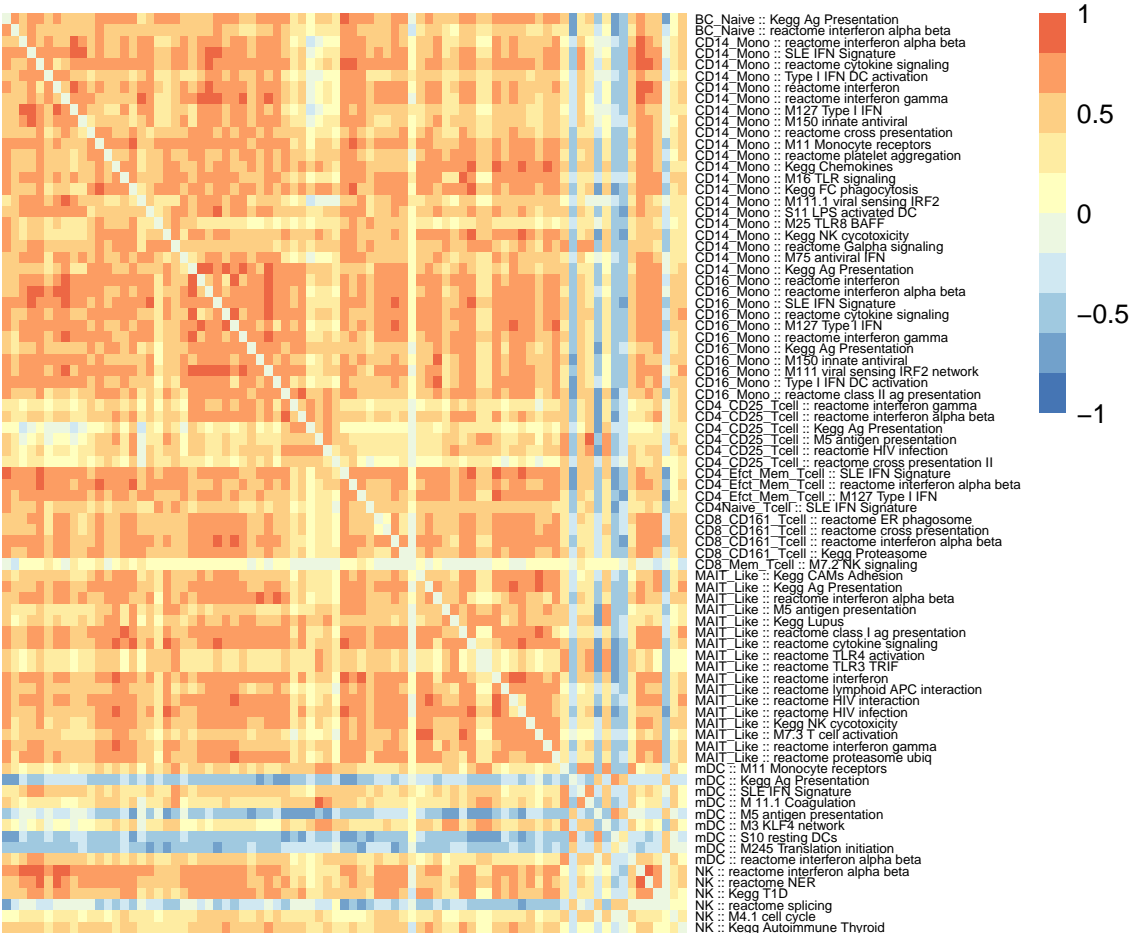 BC_Naive :: Kegg Ag Presentation
BC_Naive :: reactome interferon alpha beta
CD14_Mono :: reactome interferon alpha beta
CD14_Mono :: SLE IFN Signature
CD14_Mono :: reactome cytokine signaling
CD14_Mono :: Type I IFN DC activation
CD14_Mono :: reactome interferon
CD14_Mono :: reactome interferon gamma
CD14_Mono :: M127 Type I IFN
CD14_Mono :: M150 innate antiviral
CD14_Mono :: reactome cross presentation
CD14_Mono :: M11 Monocyte receptors
CD14_Mono :: reactome platelet aggregation
CD14_Mono :: Kegg Chemokines
CD14_Mono :: M16 TLR signaling
CD14_Mono :: Kegg FC phagocytosis
CD14_Mono :: M111.1 viral sensing IRF2
CD14_Mono :: S11 LPS activated DC
CD14_Mono :: M25 TLR8 BAFF
CD14_Mono :: Kegg NK cycotoxicity
CD14_Mono :: reactome Galpha signaling
CD14_Mono :: M75 antiviral IFN
CD14_Mono :: Kegg Ag Presentation
CD16_Mono :: reactome interferon
CD16_Mono :: reactome interferon alpha beta
CD16_Mono :: SLE IFN Signature
CD16_Mono :: reactome cytokine signaling
CD16_Mono :: M127 Type1 IFN
CD16_Mono :: reactome interferon gamma
CD16_Mono :: Kegg Ag Presentation
CD16_Mono :: M150 innate antiviral
CD16_Mono :: M111 viral sensing IRF2 network
CD16_Mono :: Type I IFN DC activation
CD16_Mono :: reactome class II ag presentation
CD4_CD25_Tcell :: reactome interferon gamma
CD4_CD25_Tcell :: reactome interferon alpha beta
CD4_CD25_Tcell :: Kegg Ag Presentation
CD4_CD25_Tcell :: M5 antigen presentation
CD4_CD25_Tcell :: reactome HIV infection
CD4_CD25_Tcell :: reactome cross presentation II
CD4_Efct_Mem_Tcell :: SLE IFN Signature
CD4_Efct_Mem_Tcell :: reactome interferon alpha beta
CD4_Efct_Mem_Tcell :: M127 Type I IFN
CD4Naive_Tcell :: SLE IFN Signature
CD8_CD161_Tcell :: reactome ER phagosome
CD8_CD161_Tcell :: reactome cross presentation
CD8_CD161_Tcell :: reactome interferon alpha beta
CD8_CD161_Tcell :: Kegg Proteasome
CD8_Mem_Tcell :: M7.2 NK signaling
MAIT_Like :: Kegg CAMs Adhesion
MAIT_Like :: Kegg Ag Presentation
MAIT_Like :: reactome interferon alpha beta
MAIT_Like :: M5 antigen presentation
MAIT_Like :: Kegg Lupus
MAIT_Like :: reactome class I ag presentation
MAIT_Like :: reactome cytokine signaling
MAIT_Like :: reactome TLR4 activation
MAIT_Like :: reactome TLR3 TRIF
MAIT_Like :: reactome interferon
MAIT_Like :: reactome lymphoid APC interaction
MAIT_Like :: reactome HIV interaction
MAIT_Like :: reactome HIV infection
MAIT_Like :: Kegg NK cycotoxicity
MAIT_Like :: M7.3 T cell activation
MAIT_Like :: reactome interferon gamma
MAIT_Like :: reactome proteasome ubiq
mDC :: M11 Monocyte receptors
mDC :: Kegg Ag Presentation
mDC :: SLE IFN Signature
mDC :: M 11.1 Coagulation
mDC :: M5 antigen presentation
mDC :: M3 KLF4 network
mDC :: S10 resting DCs
mDC :: M245 Translation initiation
mDC :: reactome interferon alpha beta
NK :: reactome interferon alpha beta
NK :: reactome NER
NK :: Kegg T1D
NK :: reactome splicing
NK :: M4.1 cell cycle
NK :: Kegg Autoimmune Thyroid
1
0.5
0
−0.5
−1